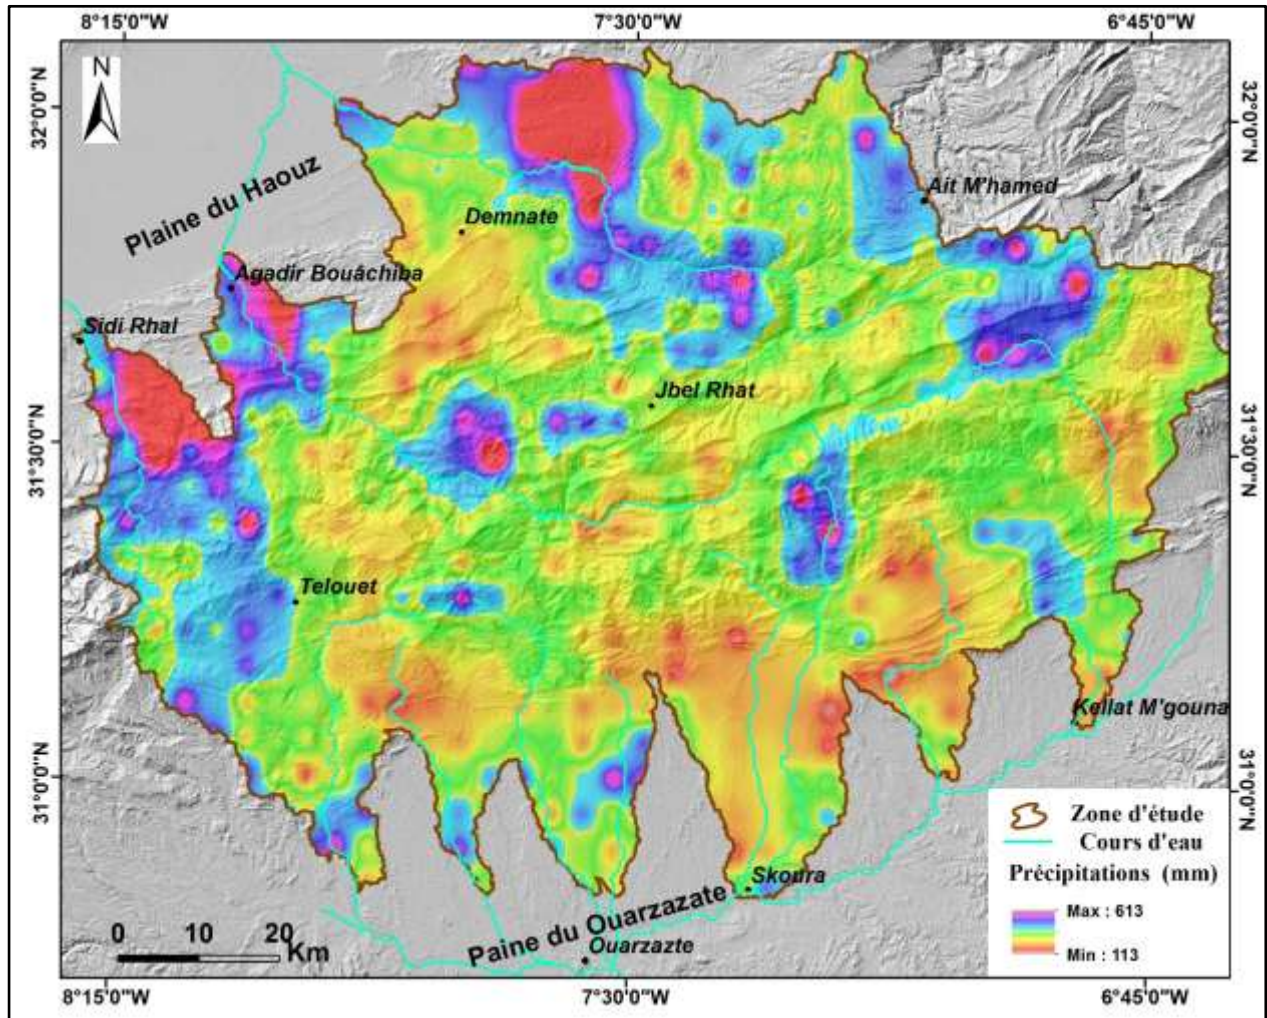 8°15'0"W 7°30'0"W 6°45'0"W
N
32°0'0"N
32°0'0"N
Plaine du Haouz
Ait M'hamed
Demnate
Agadir Bouâchiba
Sidi Rhal
Jbel Rhat
31°30'0"N
31°30'0"N
Telouet
Kellat M'gouna
31°0'0"N
31°0'0"N
Zone d'étude
Cours d'eau
Précipitations (mm)
Max : 613
Min : 113
Skoura
Paine du Ouarzazate
Ouarzazte
0 10 20
Km
8°15'0"W 7°30'0"W 6°45'0"W